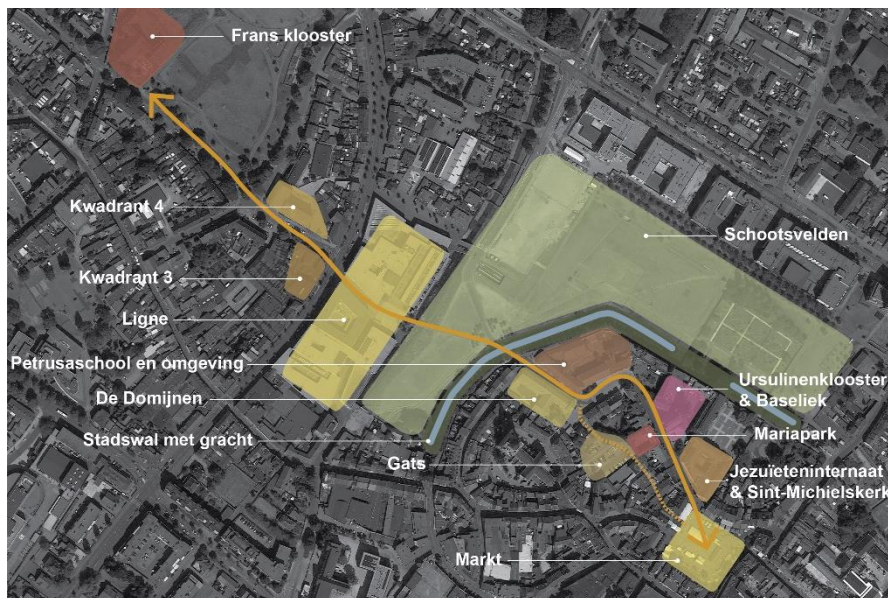 Frans klooster
Kwadrant 4
Schootsvelden
Kwadrant 3
Ligne
Petrusaschool en omgeving
Ursulinenklooster
& Baseliek
De Domijnen
Mariapark
Stadswal met gracht
Gats
Jezuïeteninternaat
& Sint-Michielskerk
Markt